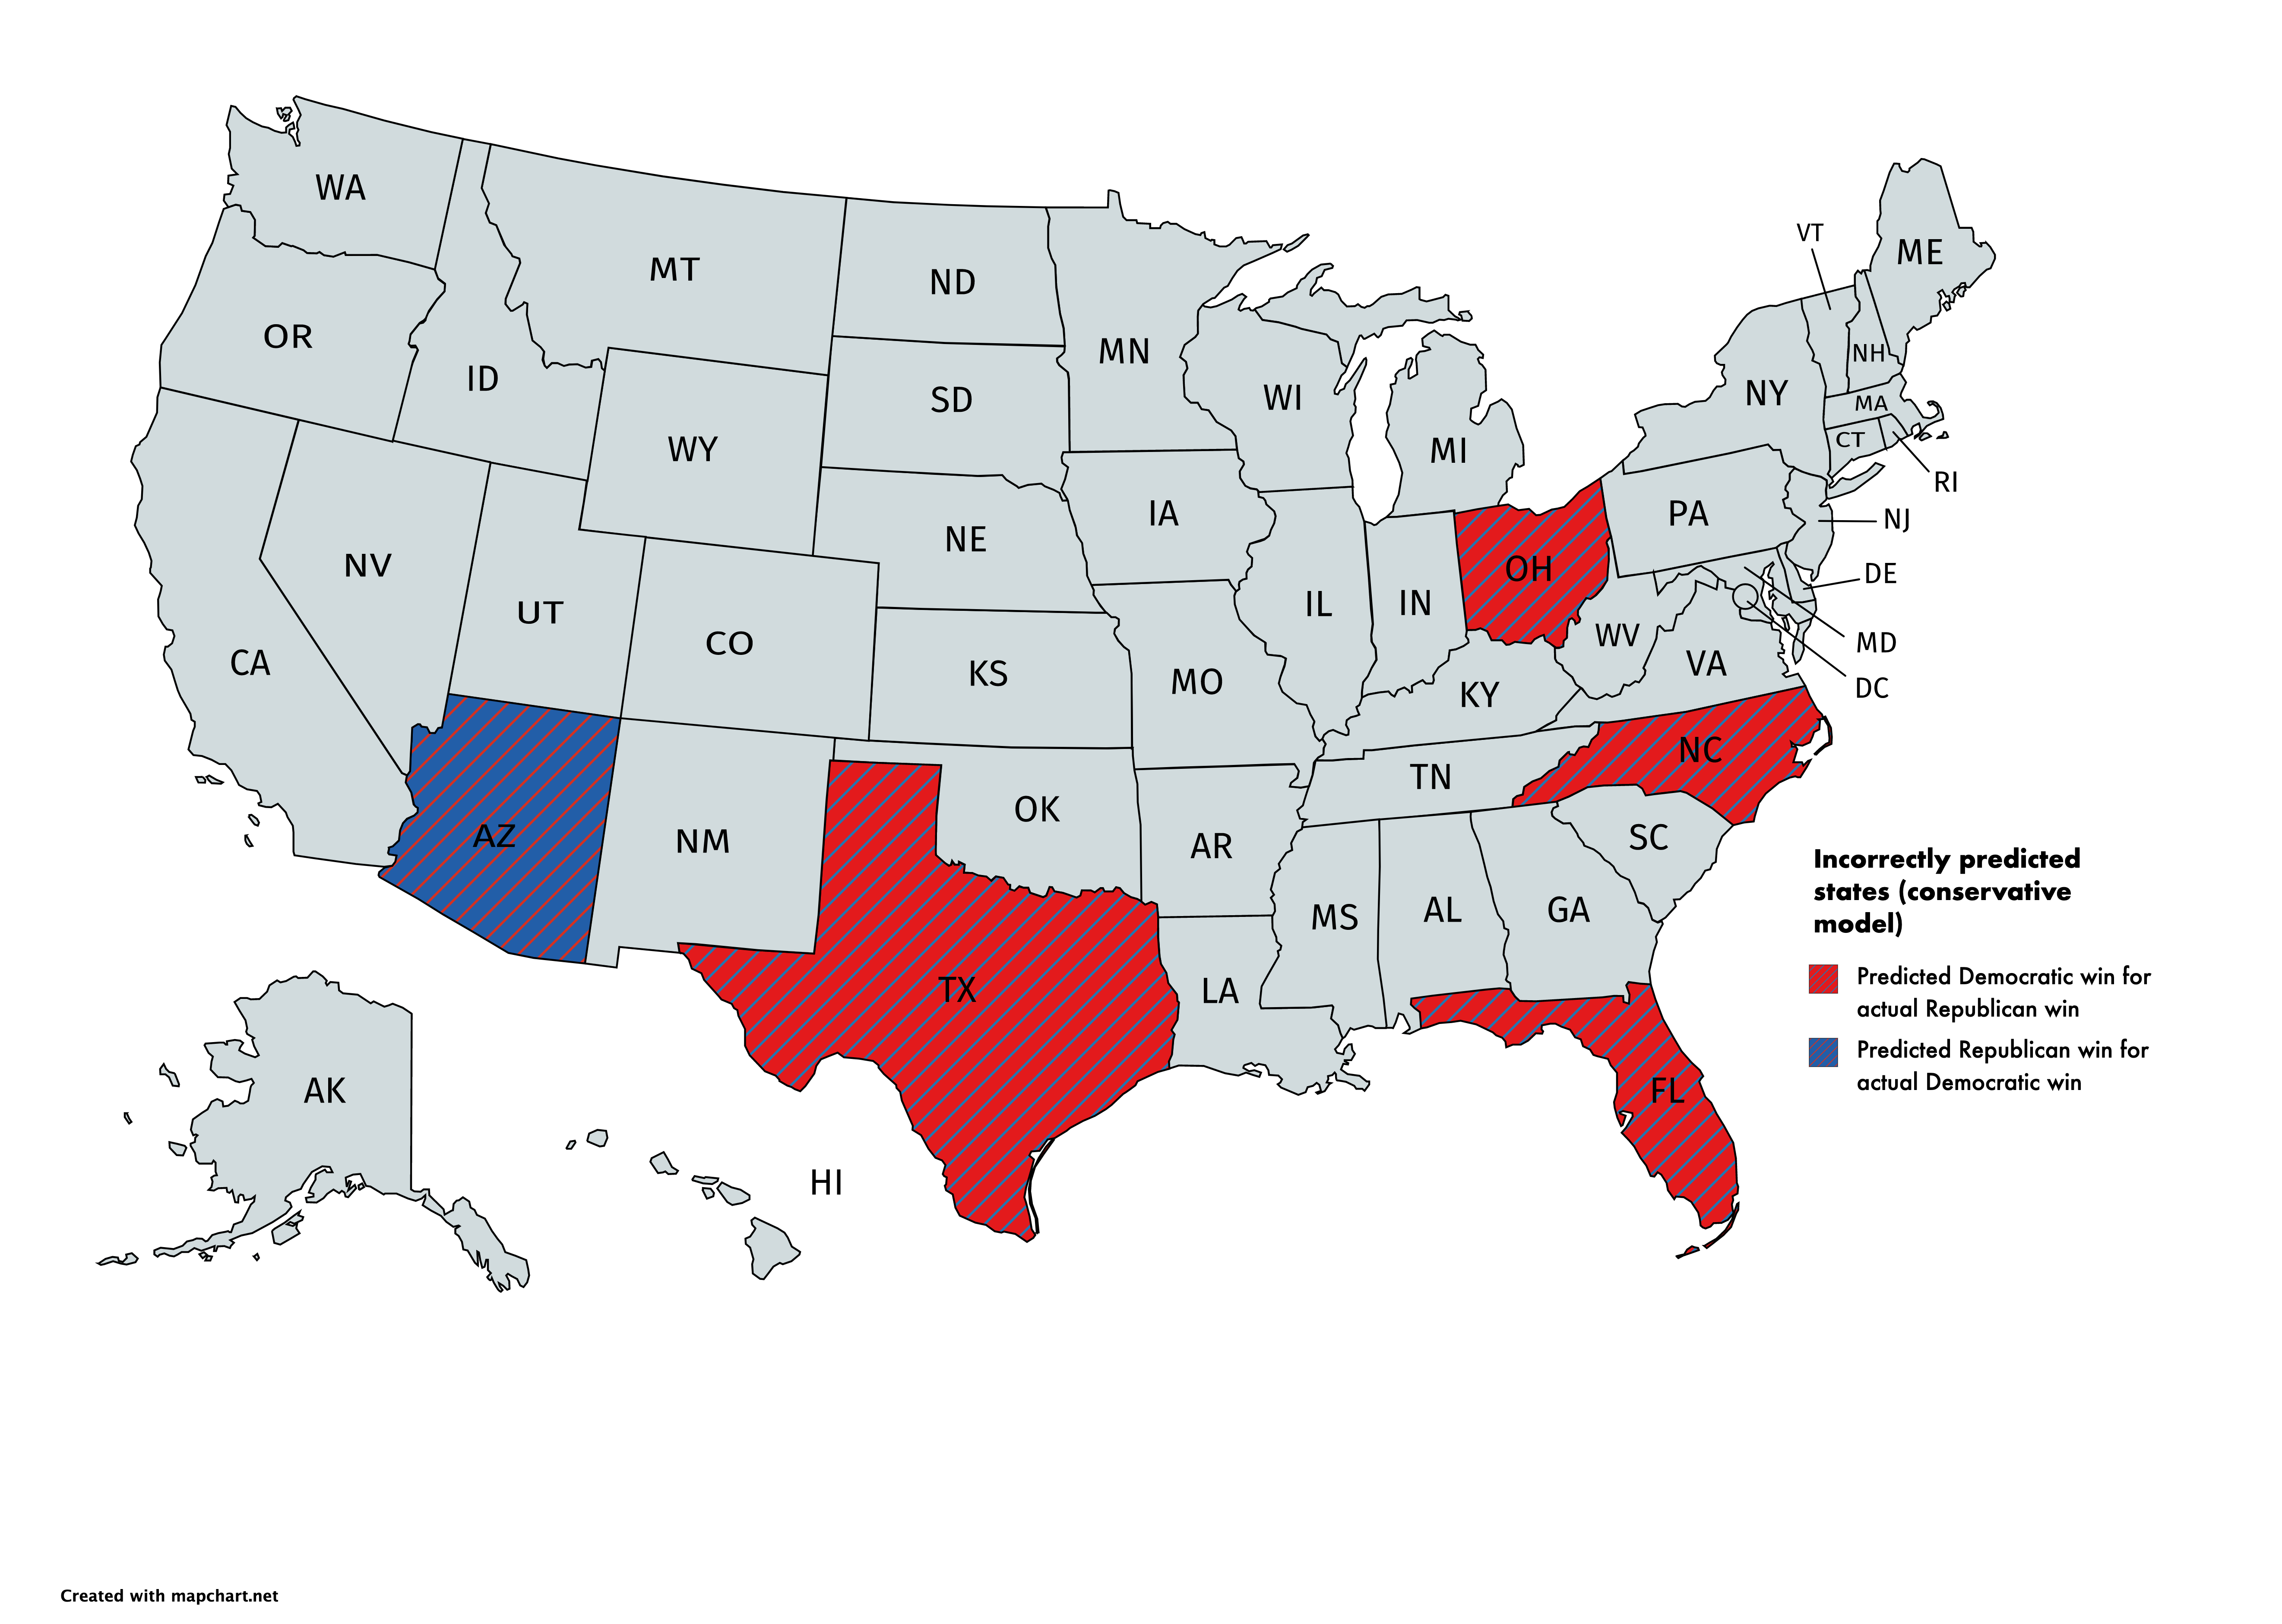 WA
VT
ME
MT
ND
OR
MN
NH
ID
SD
WI
NY
MA
WY
MI
CT
RI
IA
PA
NJ
NE
NV
OH
DE
UT
IL
IN
CO
WV
MD
CA
KS
VA
MO
KY
DC
NC
TN
OK
AZ
NM
AR
SC
MS
AL
GA
TX
LA
AK
FL
HI
Incorrectly predicted
states (conservative
model)
Predicted Democratic win for
actual Republican win
Predicted Republican win for
actual Democratic win
Created with mapchart.net